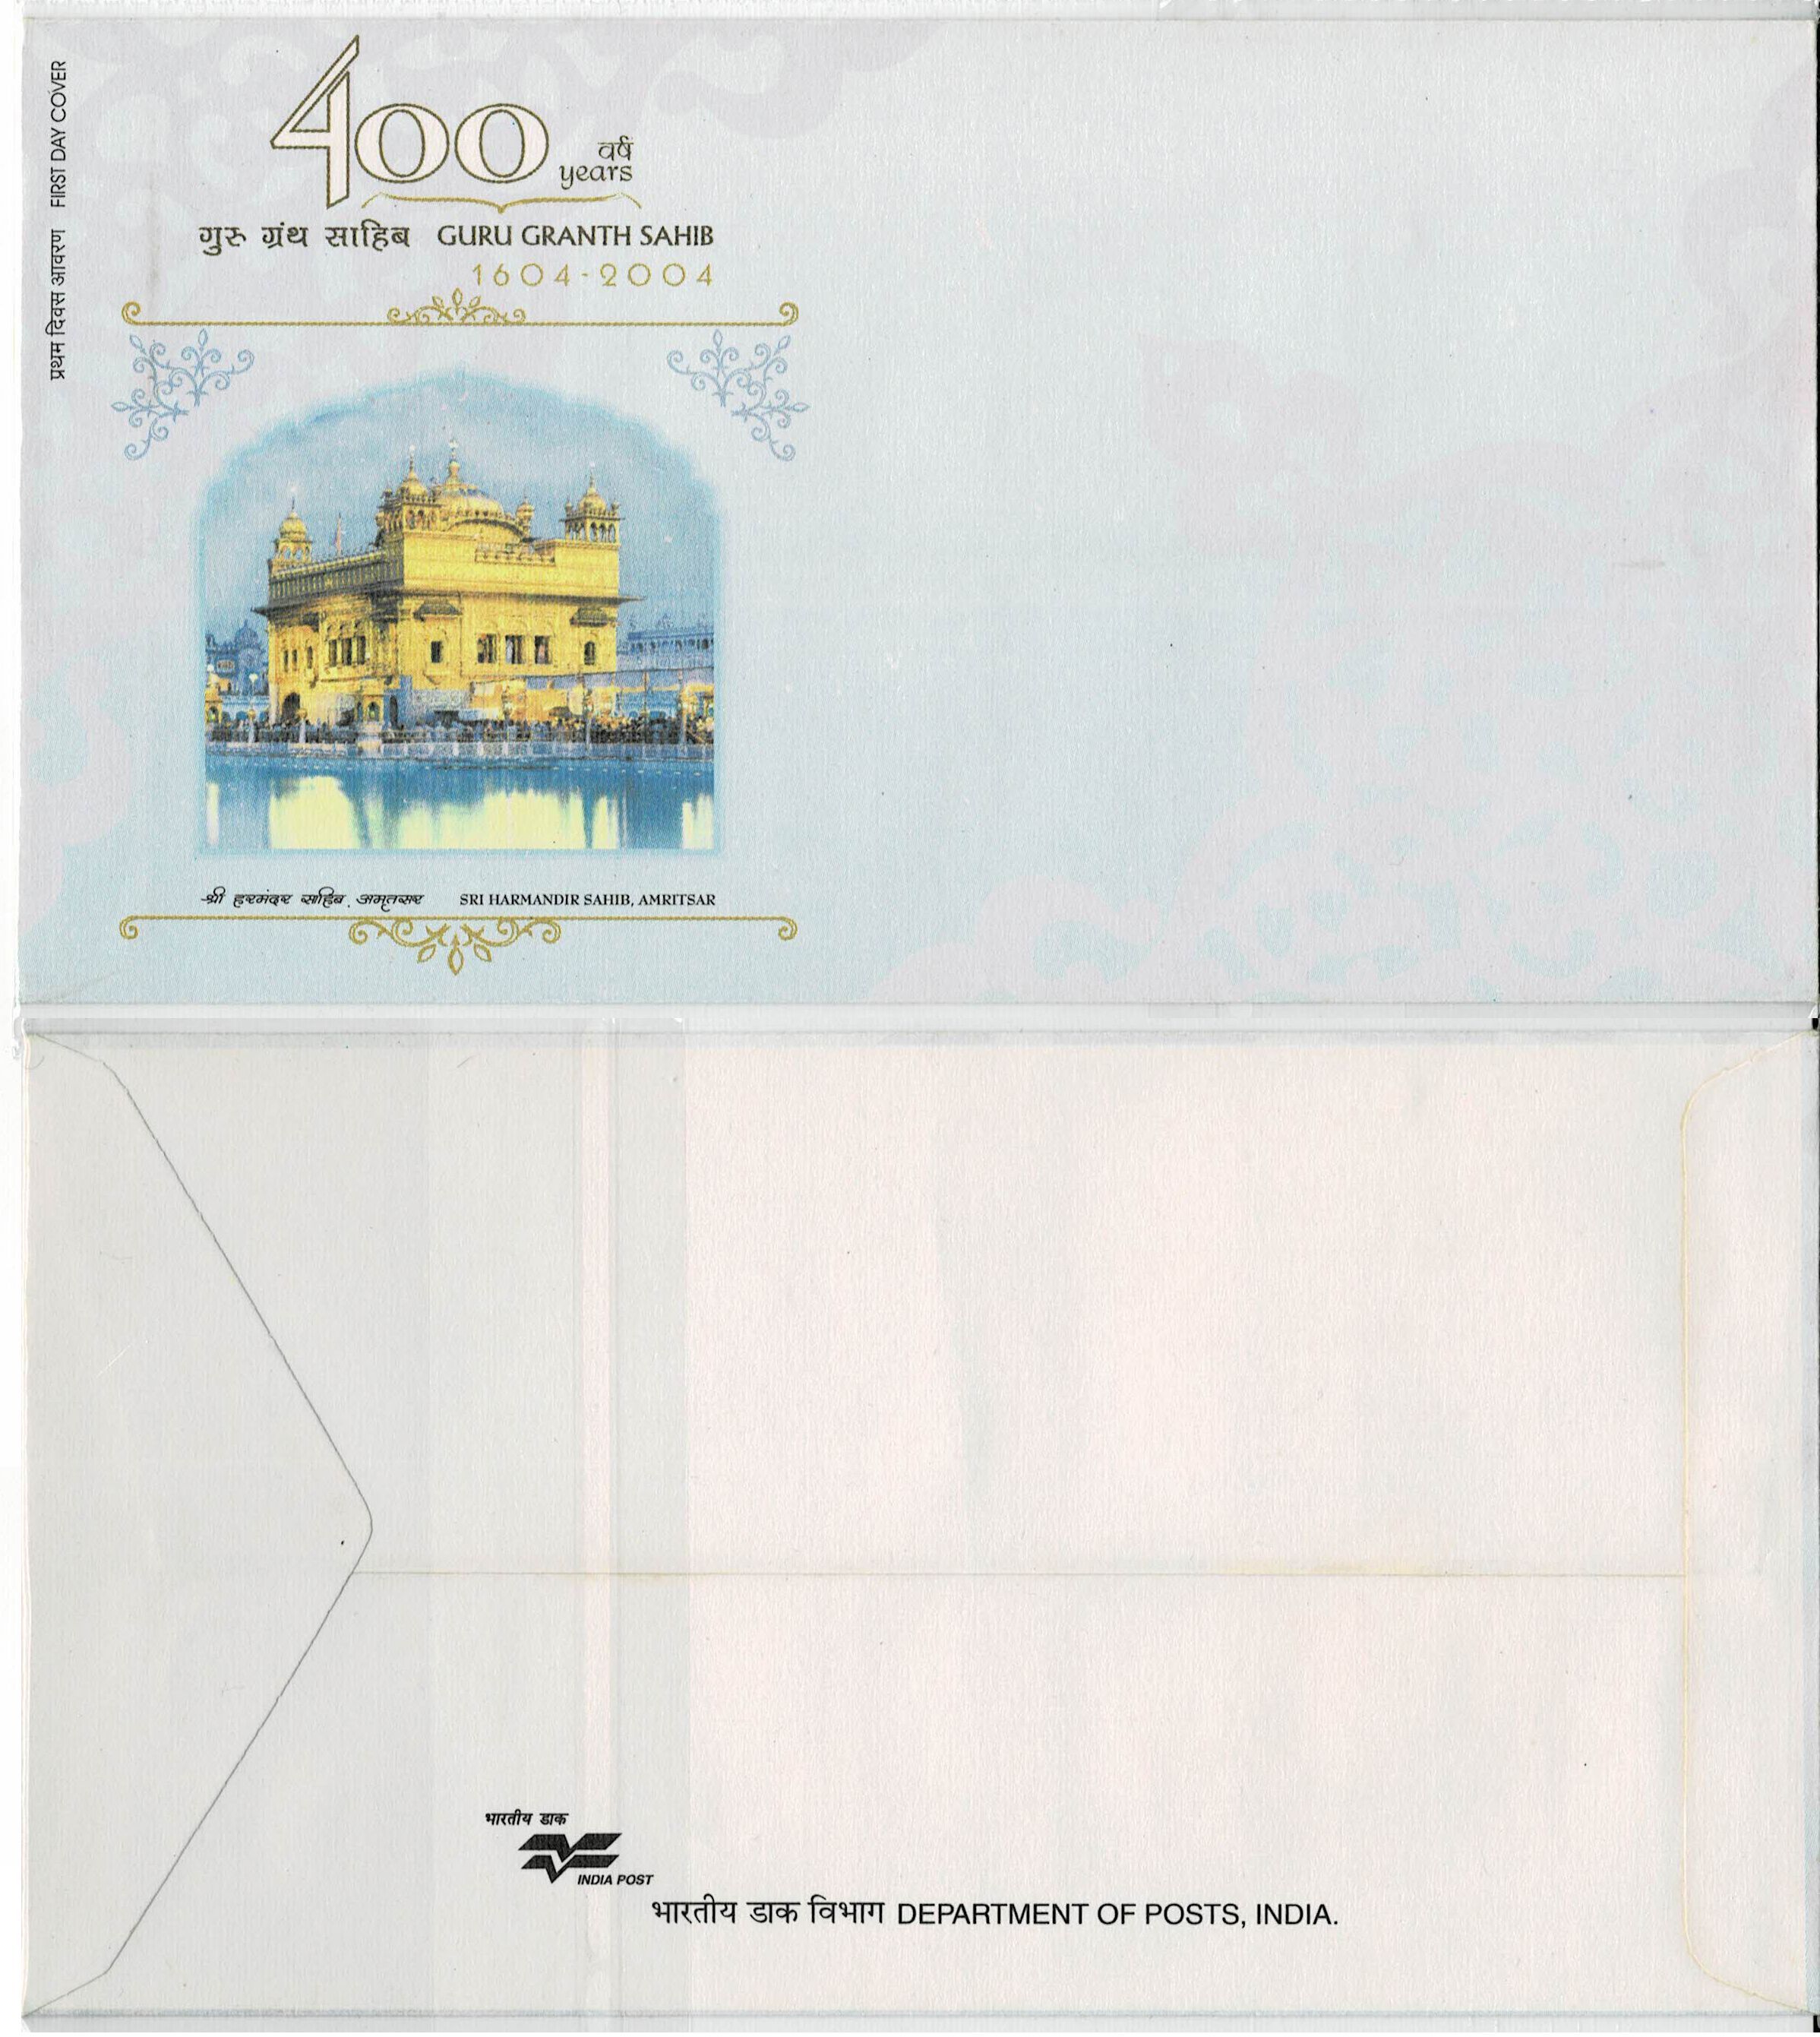 प्रथम दिवस आवरण FIRST DAY COVER
400 वर्ष
years
गुरु ग्रंथ साहिब GURU GRANTH SAHIB
1604-2004
श्री हरमंदर साहिब, अमृतसर SRI HARMANDIR SAHIB, AMRITSAR
भारतीय डाक
INDIA POST
भारतीय डाक विभाग DEPARTMENT OF POSTS, INDIA.